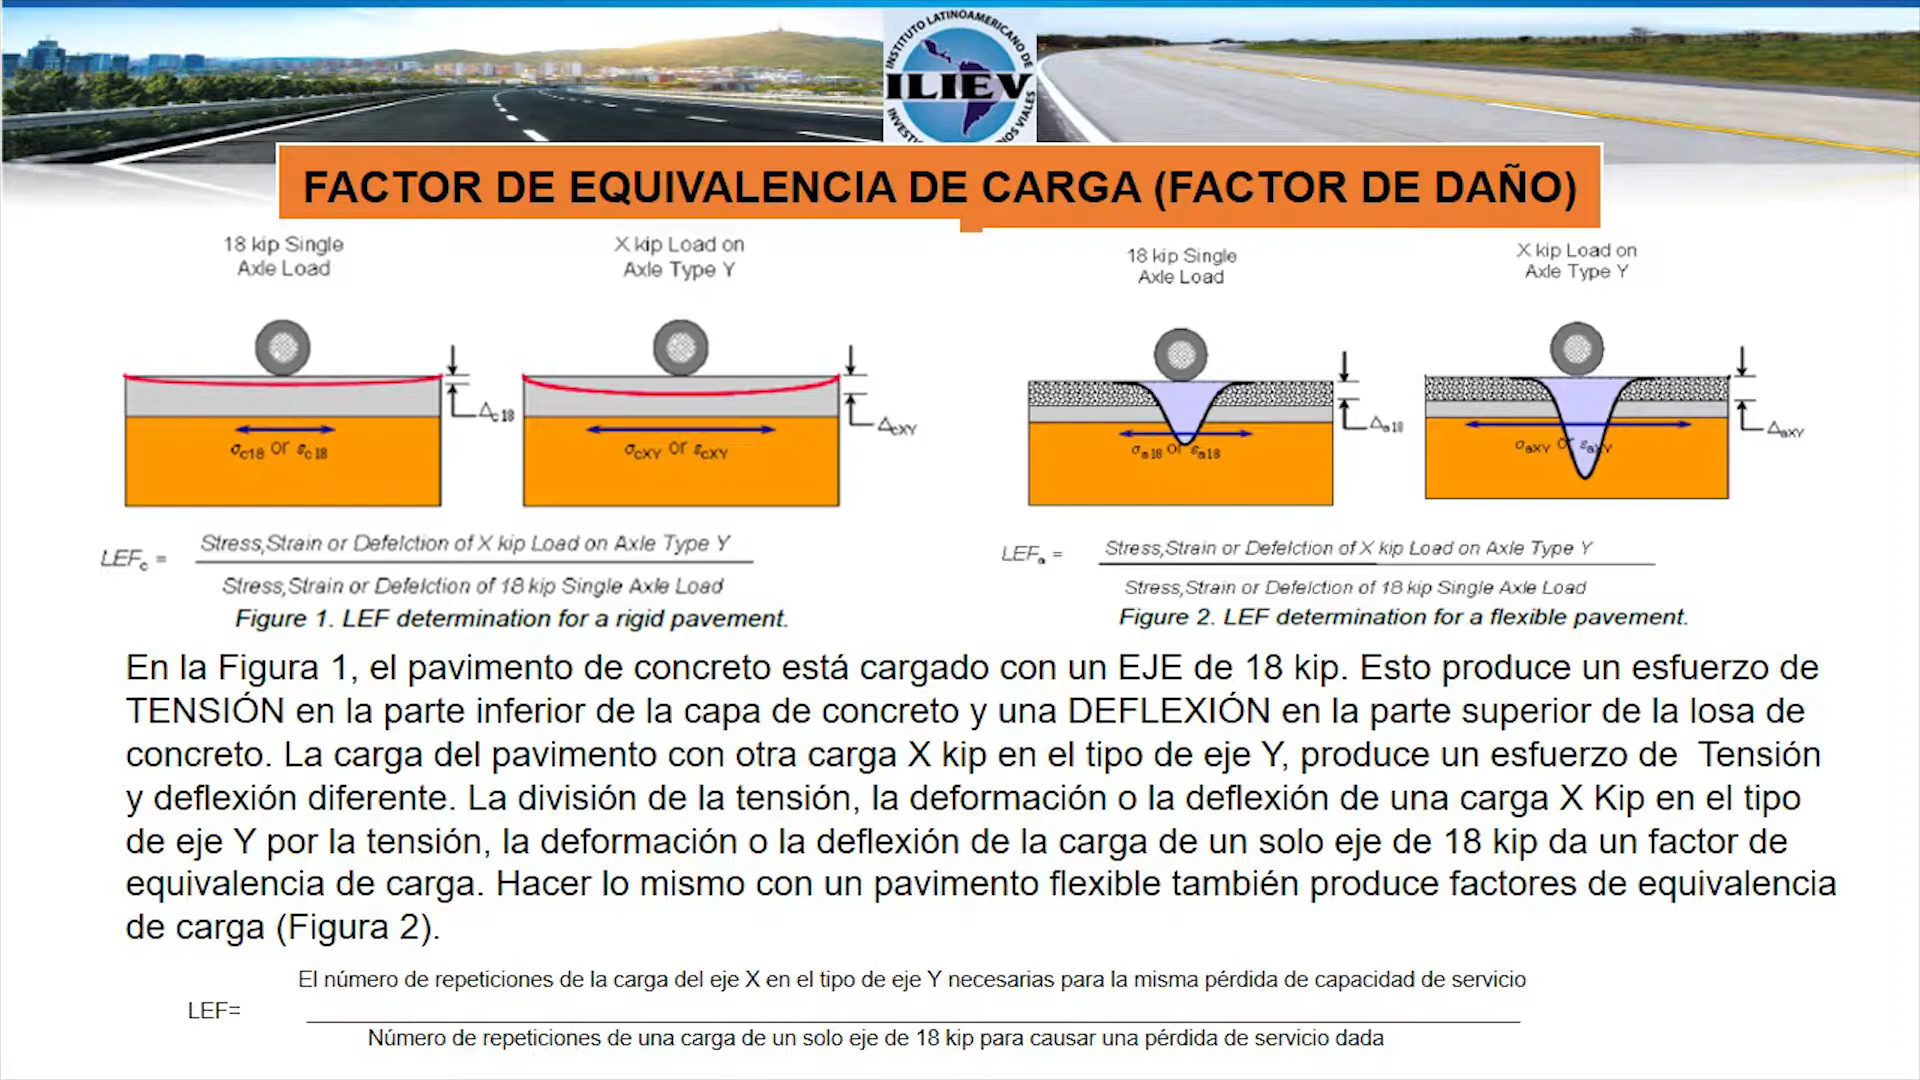 INSTITUTO LATINOAMERICANO DE
ILIEV
FACTOR DE EQUIVALENCIA DE CARGA (FACTOR DE DAÑO)
18 kip Single
Axle Load
X kip Load on
Axle Type Y
18 kip Single
Axle Load
X kip Load on
Axle Type Y
Δc18
ΔcXY
Δa18
ΔaXY
σc18 or εc18
σcXY or εcXY
σa18 or εa18
σaXY or εaXY
LEFc =
Stress,Strain or Defelction of X kip Load on Axle Type Y
Stress,Strain or Defelction of 18 kip Single Axle Load
Figure 1. LEF determination for a rigid pavement.
LEFa =
Stress,Strain or Defelction of X kip Load on Axle Type Y
Stress,Strain or Defelction of 18 kip Single Axle Load
Figure 2. LEF determination for a flexible pavement.
En la Figura 1, el pavimento de concreto está cargado con un EJE de 18 kip. Esto produce un esfuerzo de
TENSIÓN en la parte inferior de la capa de concreto y una DEFLEXIÓN en la parte superior de la losa de
concreto. La carga del pavimento con otra carga X kip en el tipo de eje Y, produce un esfuerzo de Tensión
y deflexión diferente. La división de la tensión, la deformación o la deflexión de una carga X Kip en el tipo
de eje Y por la tensión, la deformación o la deflexión de la carga de un solo eje de 18 kip da un factor de
equivalencia de carga. Hacer lo mismo con un pavimento flexible también produce factores de equivalencia
de carga (Figura 2).
El número de repeticiones de la carga del eje X en el tipo de eje Y necesarias para la misma pérdida de capacidad de servicio
LEF=
Número de repeticiones de una carga de un solo eje de 18 kip para causar una pérdida de servicio dada